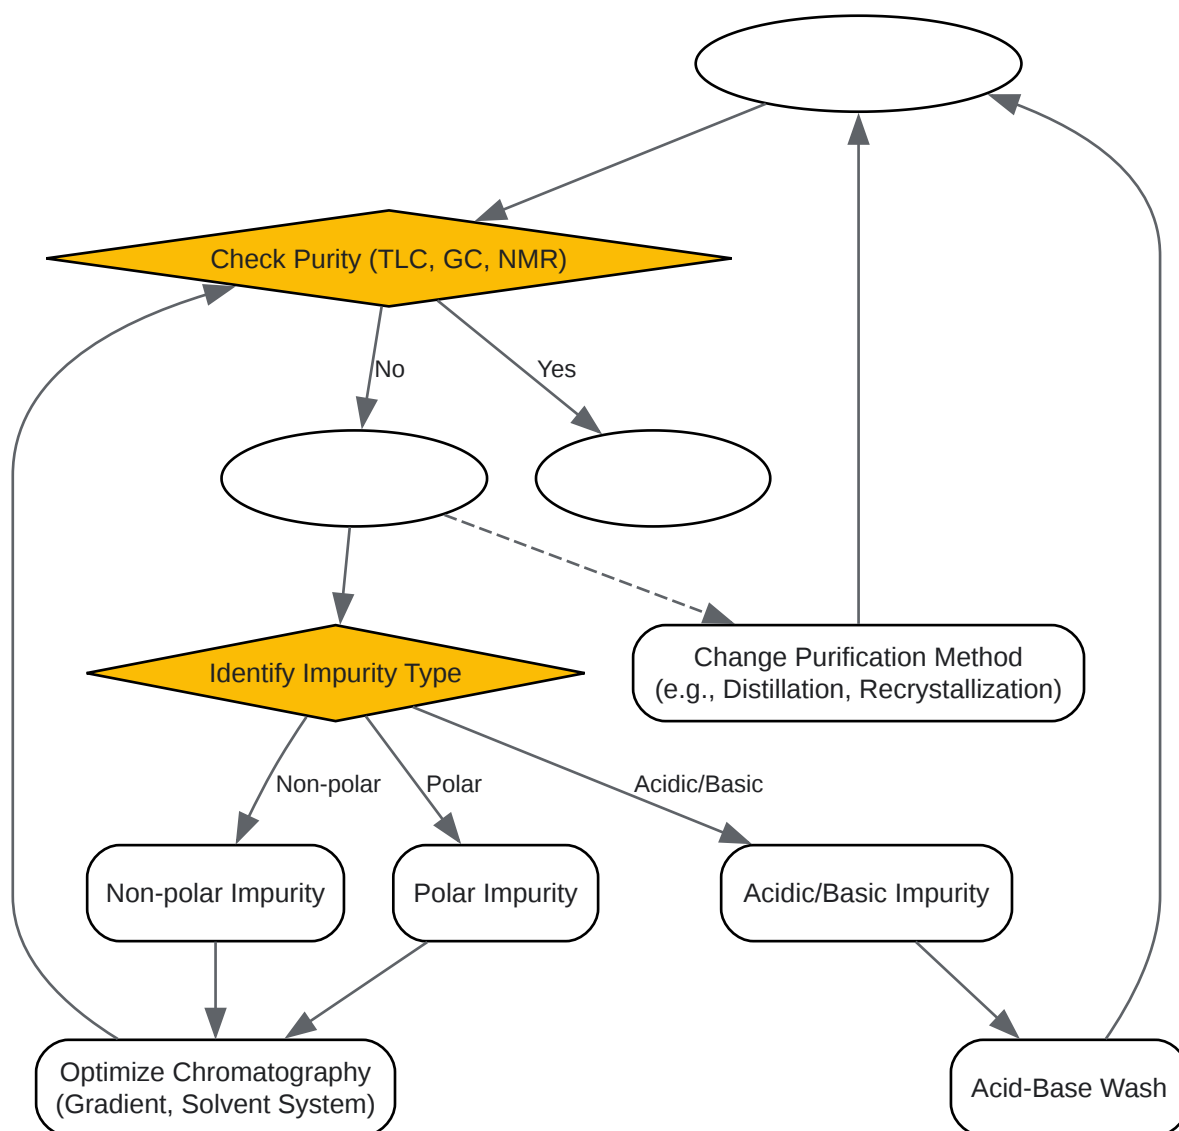 Check Purity (TLC, GC, NMR)
No
Yes
Identify Impurity Type
Change Purification Method
(e.g., Distillation, Recrystallization)
Non-polar
Polar
Acidic/Basic
Non-polar Impurity
Polar Impurity
Acidic/Basic Impurity
Optimize Chromatography
(Gradient, Solvent System)
Acid-Base Wash